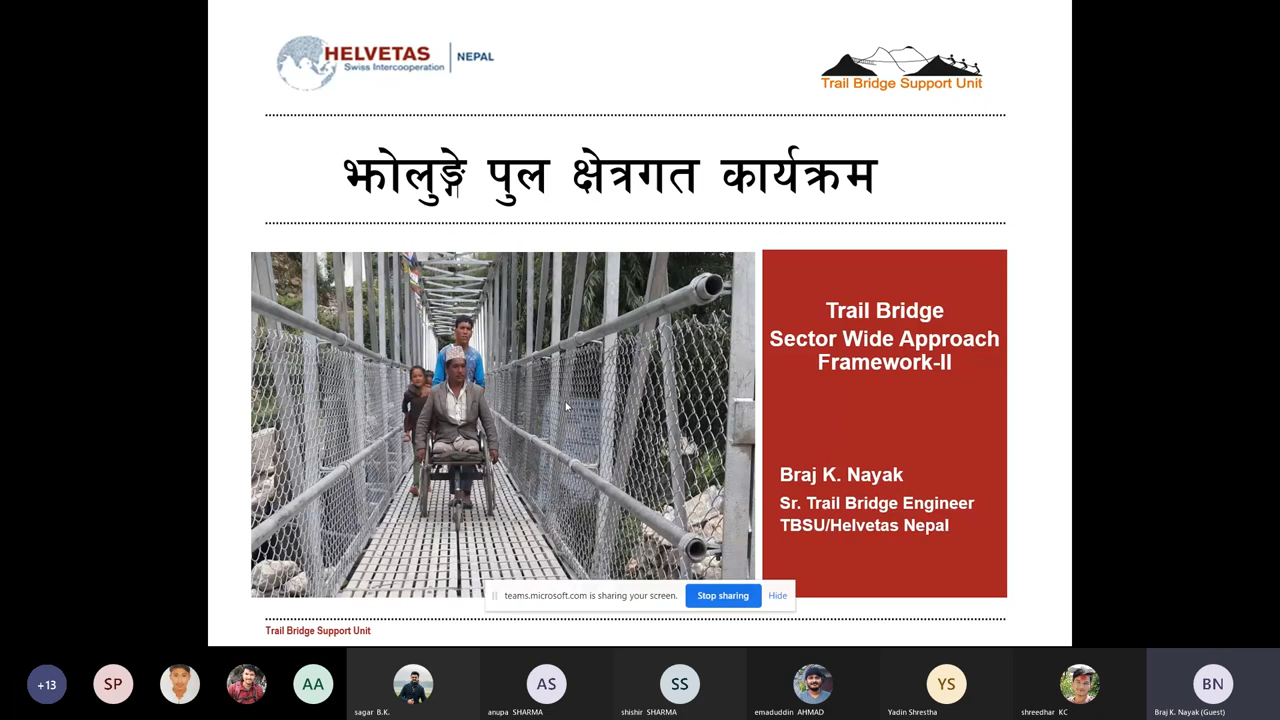 HELVETAS
Swiss Intercooperation
NEPAL
Trail Bridge Support Unit
झोलुङ्गे पुल क्षेत्रगत कार्यक्रम
Trail Bridge
Sector Wide Approach
Framework-II
Braj K. Nayak
Sr. Trail Bridge Engineer
TBSU/Helvetas Nepal
teams.microsoft.com is sharing your screen. Stop sharing Hide
Trail Bridge Support Unit
+13 SP AA AS SS YS BN
sagar B.K. anupa SHARMA shishir SHARMA emaduddin AHMAD Yadin Shrestha shreedhar KC Braj K. Nayak (Guest)